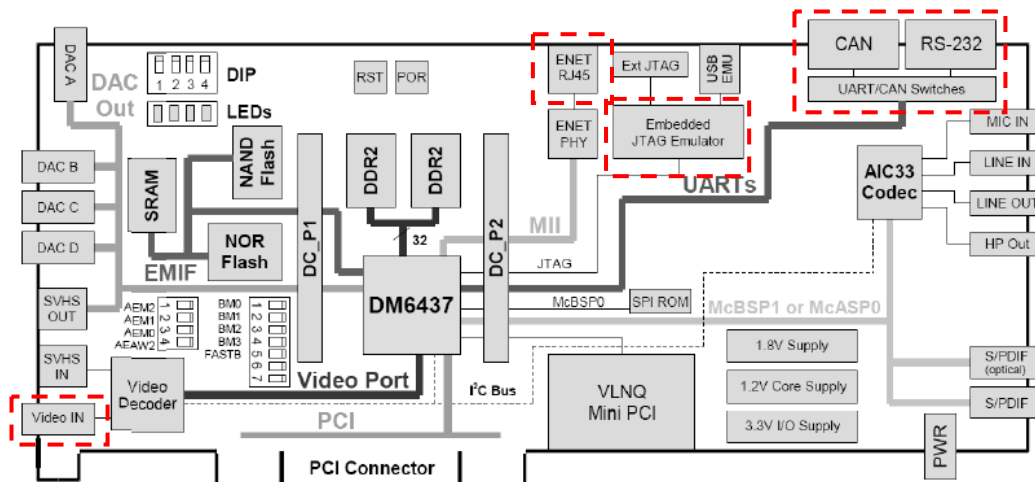 DAC A
DAC
Out
1 2 3 4
DIP
LEDs
RST
POR
ENET
RJ45
Ext JTAG
USB
EMU
CAN
RS-232
UART/CAN Switches
ENET
PHY
Embedded
JTAG Emulator
UARTs
MIC IN
LINE IN
LINE OUT
HP Out
AIC33
Codec
DAC B
DAC C
DAC D
SRAM
NAND
Flash
NOR
Flash
EMIF
DC_P1
DDR2
DDR2
32
DC_P2
MII
JTAG
DM6437
McBSP0
SPI ROM
McBSP1 or McASP0
SVHS
OUT
AEM2
AEM1
AEM0
AEAW2
1
2
3
4
BM0
BM1
BM2
BM3
FASTB
1
2
3
4
5
6
7
SVHS
IN
Video
Decoder
Video Port
I²C Bus
Video IN
PCI
PCI Connector
VLNQ
Mini PCI
1.8V Supply
1.2V Core Supply
3.3V I/O Supply
S/PDIF
(optical)
S/PDIF
PWR